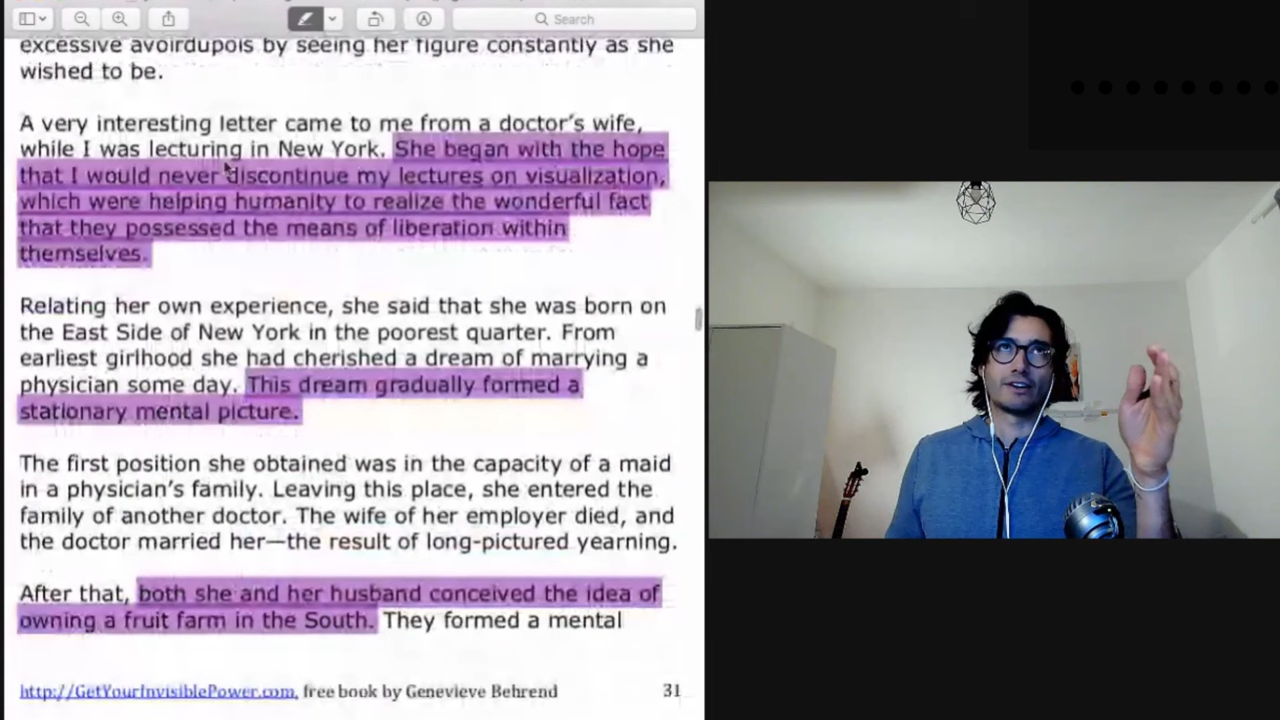 Search
excessive avoirdupois by seeing her figure constantly as she
wished to be.
A very interesting letter came to me from a doctor's wife,
while I was lecturing in New York. She began with the hope
that I would never discontinue my lectures on visualization,
which were helping humanity to realize the wonderful fact
that they possessed the means of liberation within
themselves.
Relating her own experience, she said that she was born on
the East Side of New York in the poorest quarter. From
earliest girlhood she had cherished a dream of marrying a
physician some day. This dream gradually formed a
stationary mental picture.
The first position she obtained was in the capacity of a maid
in a physician's family. Leaving this place, she entered the
family of another doctor. The wife of her employer died, and
the doctor married her—the result of long-pictured yearning.
After that, both she and her husband conceived the idea of
owning a fruit farm in the South. They formed a mental
http://GetYourInvisiblePower.com, free book by Genevieve Behrend 31